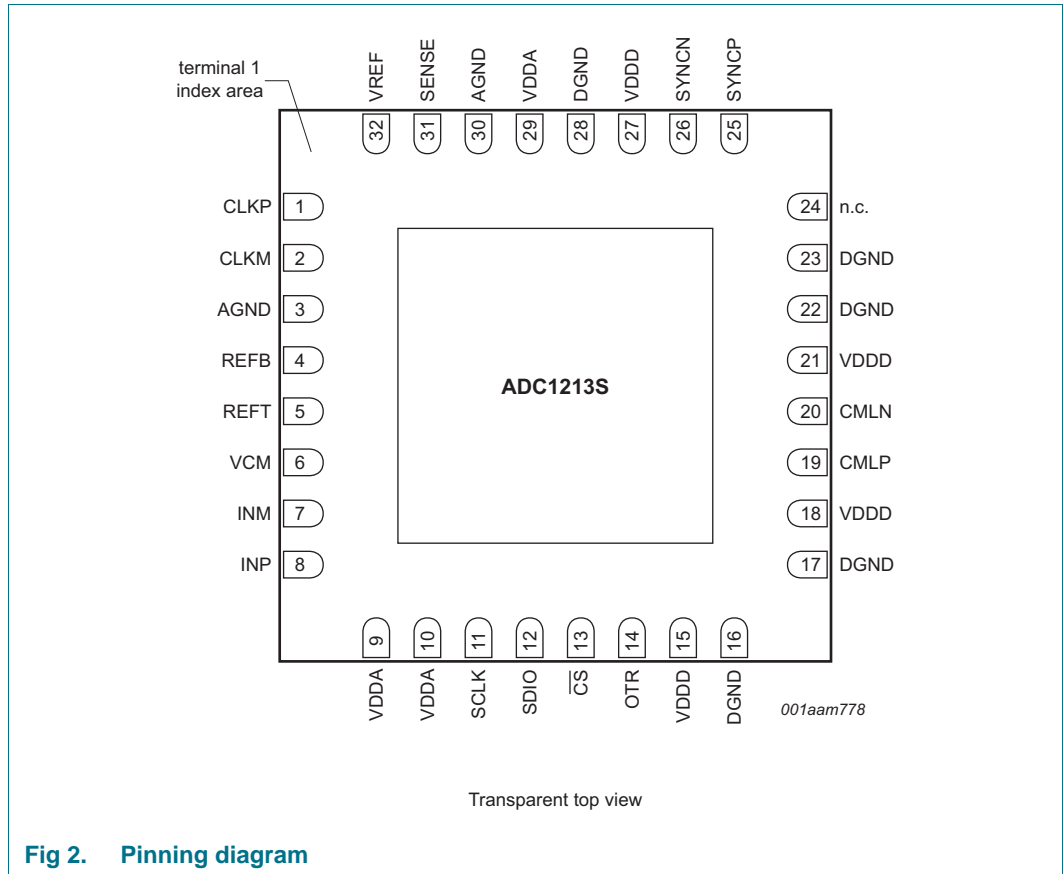 terminal 1
index area
VREF
SENSE
AGND
VDDA
DGND
VDDD
SYNCN
SYNCP
32
31
30
29
28
27
26
25
CLKP 1
CLKM 2
AGND 3
REFB 4
REFT 5
VCM 6
INM 7
INP 8
ADC1213S
24 n.c.
23 DGND
22 DGND
21 VDDD
20 CMLN
19 CMLP
18 VDDD
17 DGND
9
10
11
12
13
14
15
16
VDDA
VDDA
SCLK
SDIO
C̅S̅
OTR
VDDD
DGND
001aam778
Transparent top view
Fig 2. Pinning diagram